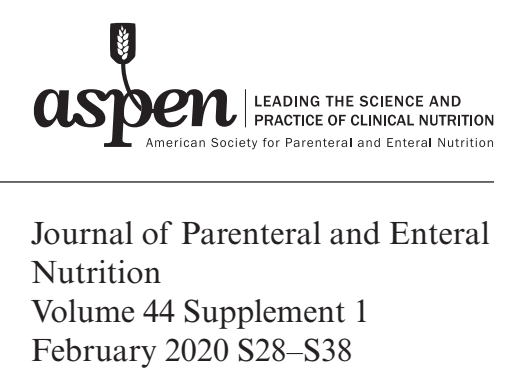 aspen
LEADING THE SCIENCE AND
PRACTICE OF CLINICAL NUTRITION
American Society for Parenteral and Enteral Nutrition
Journal of Parenteral and Enteral
Nutrition
Volume 44 Supplement 1
February 2020 S28–S38